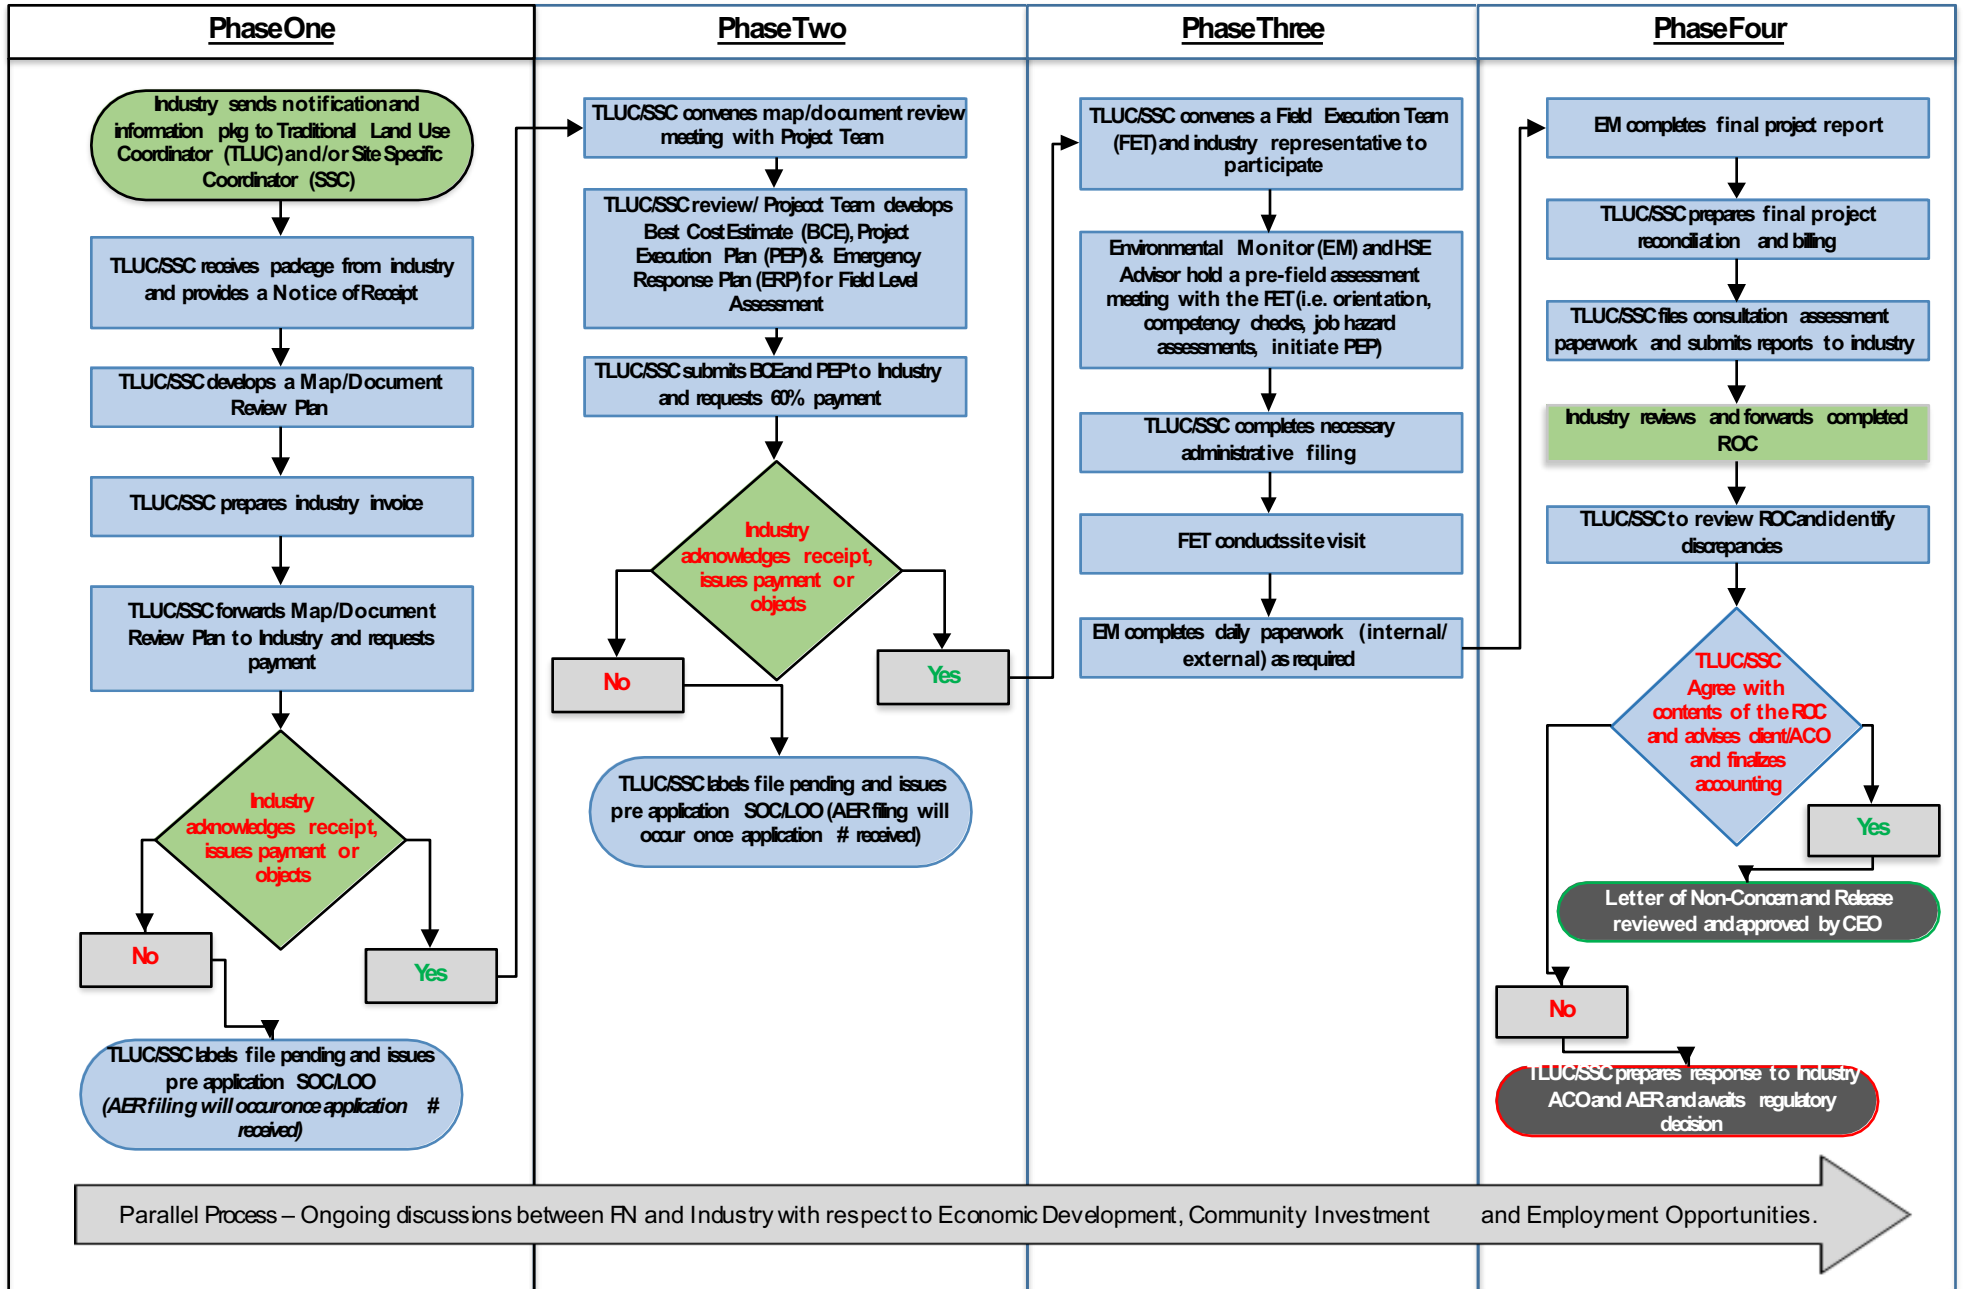 Phase One
Industry sends notification and
information pkg to Traditional Land Use
Coordinator (TLUC) and/or Site Specific
Coordinator (SSC)
TLUC/SSC receives package from industry
and provides a Notice of Receipt
TLUC/SSC develops a Map/Document
Review Plan
TLUC/SSC prepares industry invoice
TLUC/SSC forwards Map/Document
Review Plan to Industry and requests
payment
Industry
acknowledges receipt,
issues payment or
objects
No
Yes
TLUC/SSC labels file pending and issues
pre application SOC/LOO
(AER filing will occur once application #
received)
Phase Two
TLUC/SSC convenes map/document review
meeting with Project Team
TLUC/SSC review/ Projecct Team develops
Best Cost Estimate (BCE), Project
Execution Plan (PEP) & Emergency
Response Plan (ERP) for Field Level
Assessment
TLUC/SSC submits BCE and PEP to Industry
and requests 60% payment
Industry
acknowledges receipt,
issues payment or
objects
No
Yes
TLUC/SSC labels file pending and issues
pre application SOC/LOO (AER filing will
occur once application # received)
Phase Three
TLUC/SSC convenes a Field Execution Team
(FET) and industry representative to
participate
Environmental Monitor (EM) and HSE
Advisor hold a pre-field assessment
meeting with the FET (i.e. orientation,
competency checks, job hazard
assessments, initiate PEP)
TLUC/SSC completes necessary
administrative filing
FET conducts site visit
EM completes daily paperwork (internal/
external) as required
Phase Four
EM completes final project report
TLUC/SSC prepares final project
reconciliation and billing
TLUC/SSC files consultation assessment
paperwork and submits reports to industry
Industry reviews and forwards completed
ROC
TLUC/SSC to review ROC and identify
discrepancies
TLUC/SSC
Agree with
contents of the ROC
and advises client/ACO
and finalizes
accounting
Yes
Letter of Non-Concern and Release
reviewed and approved by CEO
No
TLUC/SSC prepares response to Industry
ACO and AER and awaits regulatory
decision
Parallel Process – Ongoing discussions between FN and Industry with respect to Economic Development, Community Investment and Employment Opportunities.